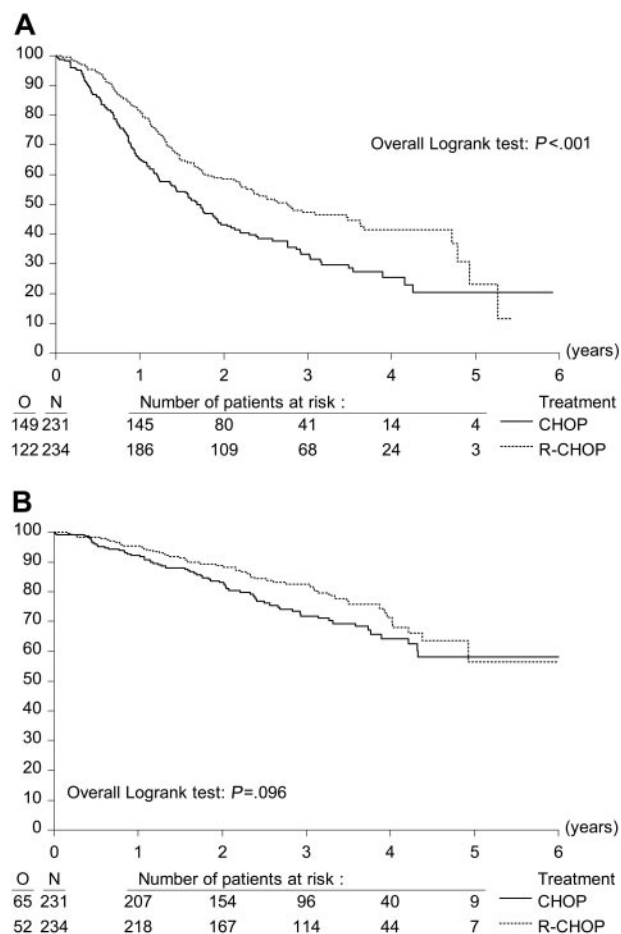 A
100
90
80
70
60
50
40
30
20
10
0
Overall Logrank test: P<.001
0 1 2 3 4 5 6
(years)
O N Number of patients at risk : Treatment
149 231 145 80 41 14 4 CHOP
122 234 186 109 68 24 3 R-CHOP
B
100
90
80
70
60
50
40
30
20
10
0
Overall Logrank test: P=.096
0 1 2 3 4 5 6
(years)
O N Number of patients at risk : Treatment
65 231 207 154 96 40 9 CHOP
52 234 218 167 114 44 7 R-CHOP